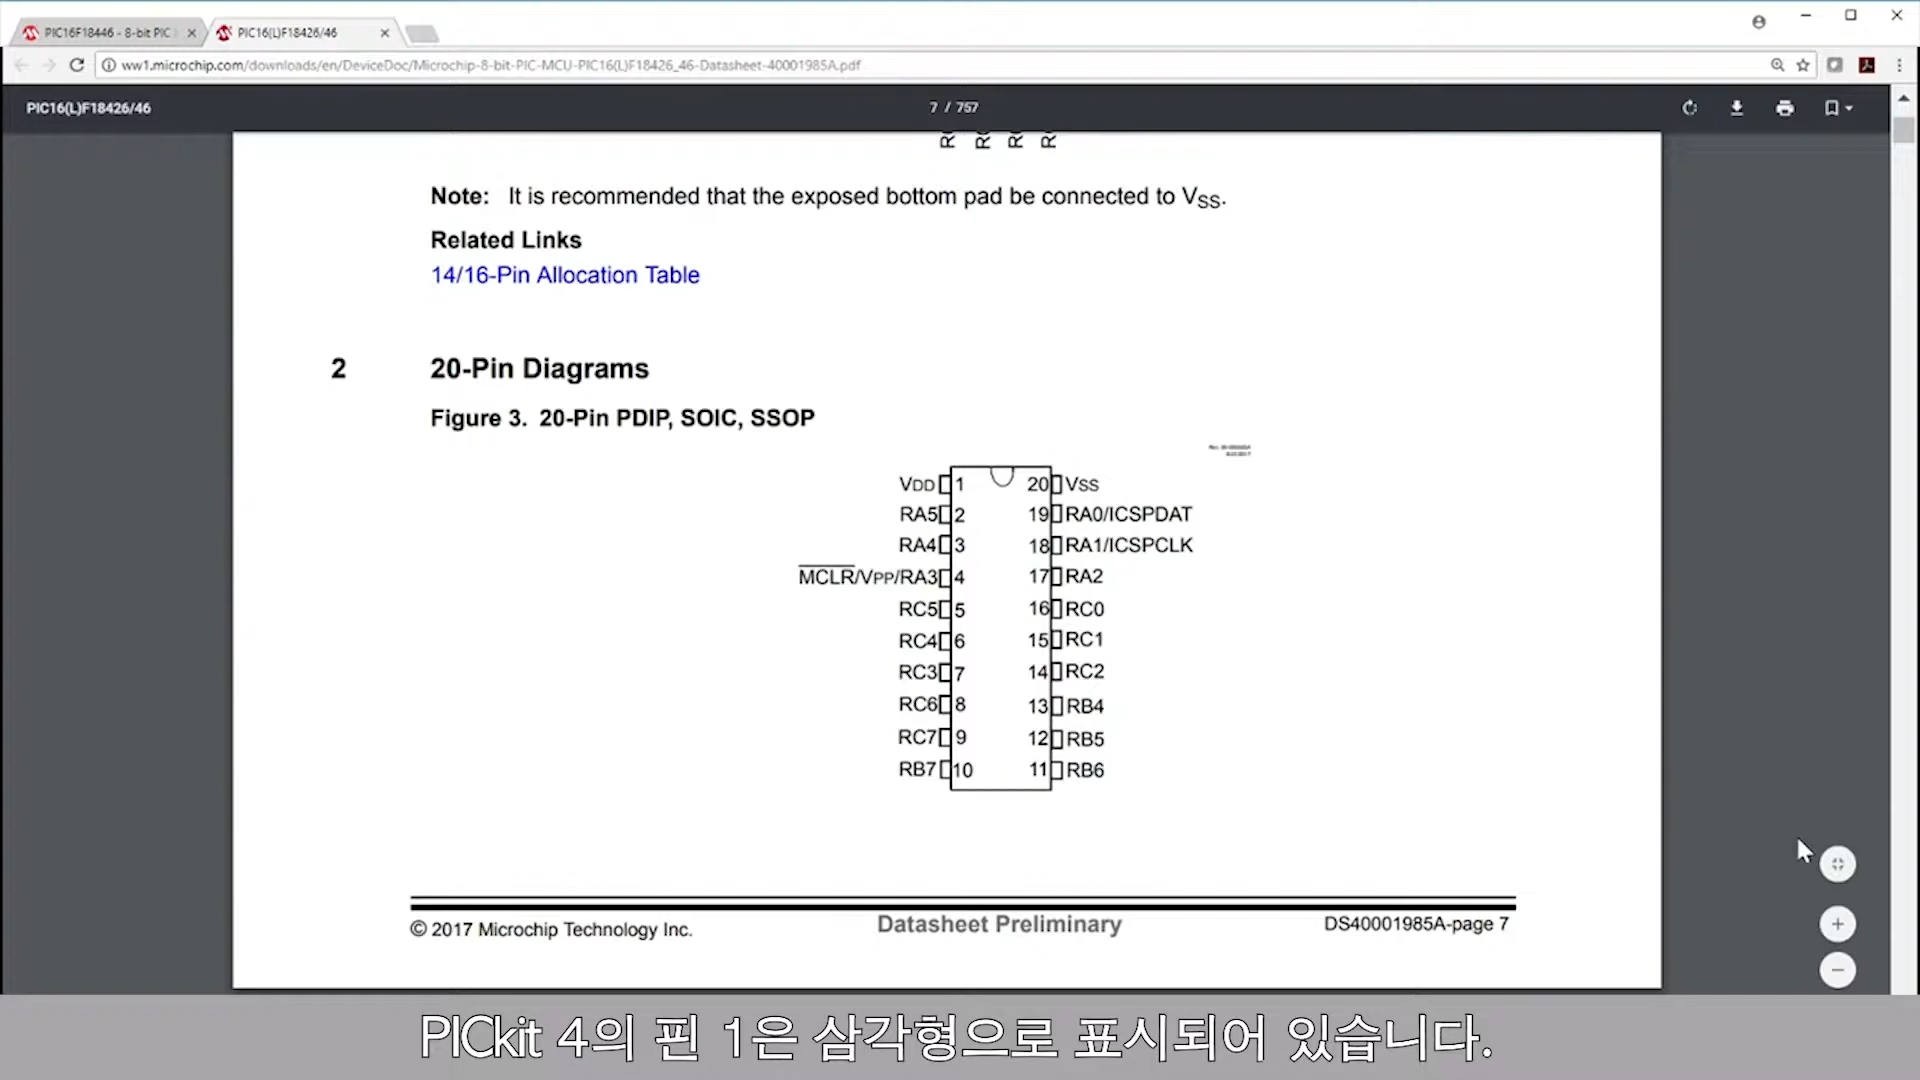 PIC16F18446 - 8-bit PIC
PIC16(L)F18426/46
ww1.microchip.com/downloads/en/DeviceDoc/Microchip-8-bit-PIC-MCU-PIC16(L)F18426_46-Datasheet-40001985A.pdf
PIC16(L)F18426/46
7 / 757
Note: It is recommended that the exposed bottom pad be connected to VSS.
Related Links
14/16-Pin Allocation Table
2 20-Pin Diagrams
Figure 3. 20-Pin PDIP, SOIC, SSOP
VDD 1 20 VSS
RA5 2 19 RA0/ICSPDAT
RA4 3 18 RA1/ICSPCLK
MCLR/VPP/RA3 4 17 RA2
RC5 5 16 RC0
RC4 6 15 RC1
RC3 7 14 RC2
RC6 8 13 RB4
RC7 9 12 RB5
RB7 10 11 RB6
© 2017 Microchip Technology Inc. Datasheet Preliminary DS40001985A-page 7
PICkit 4의 핀 1은 삼각형으로 표시되어 있습니다.